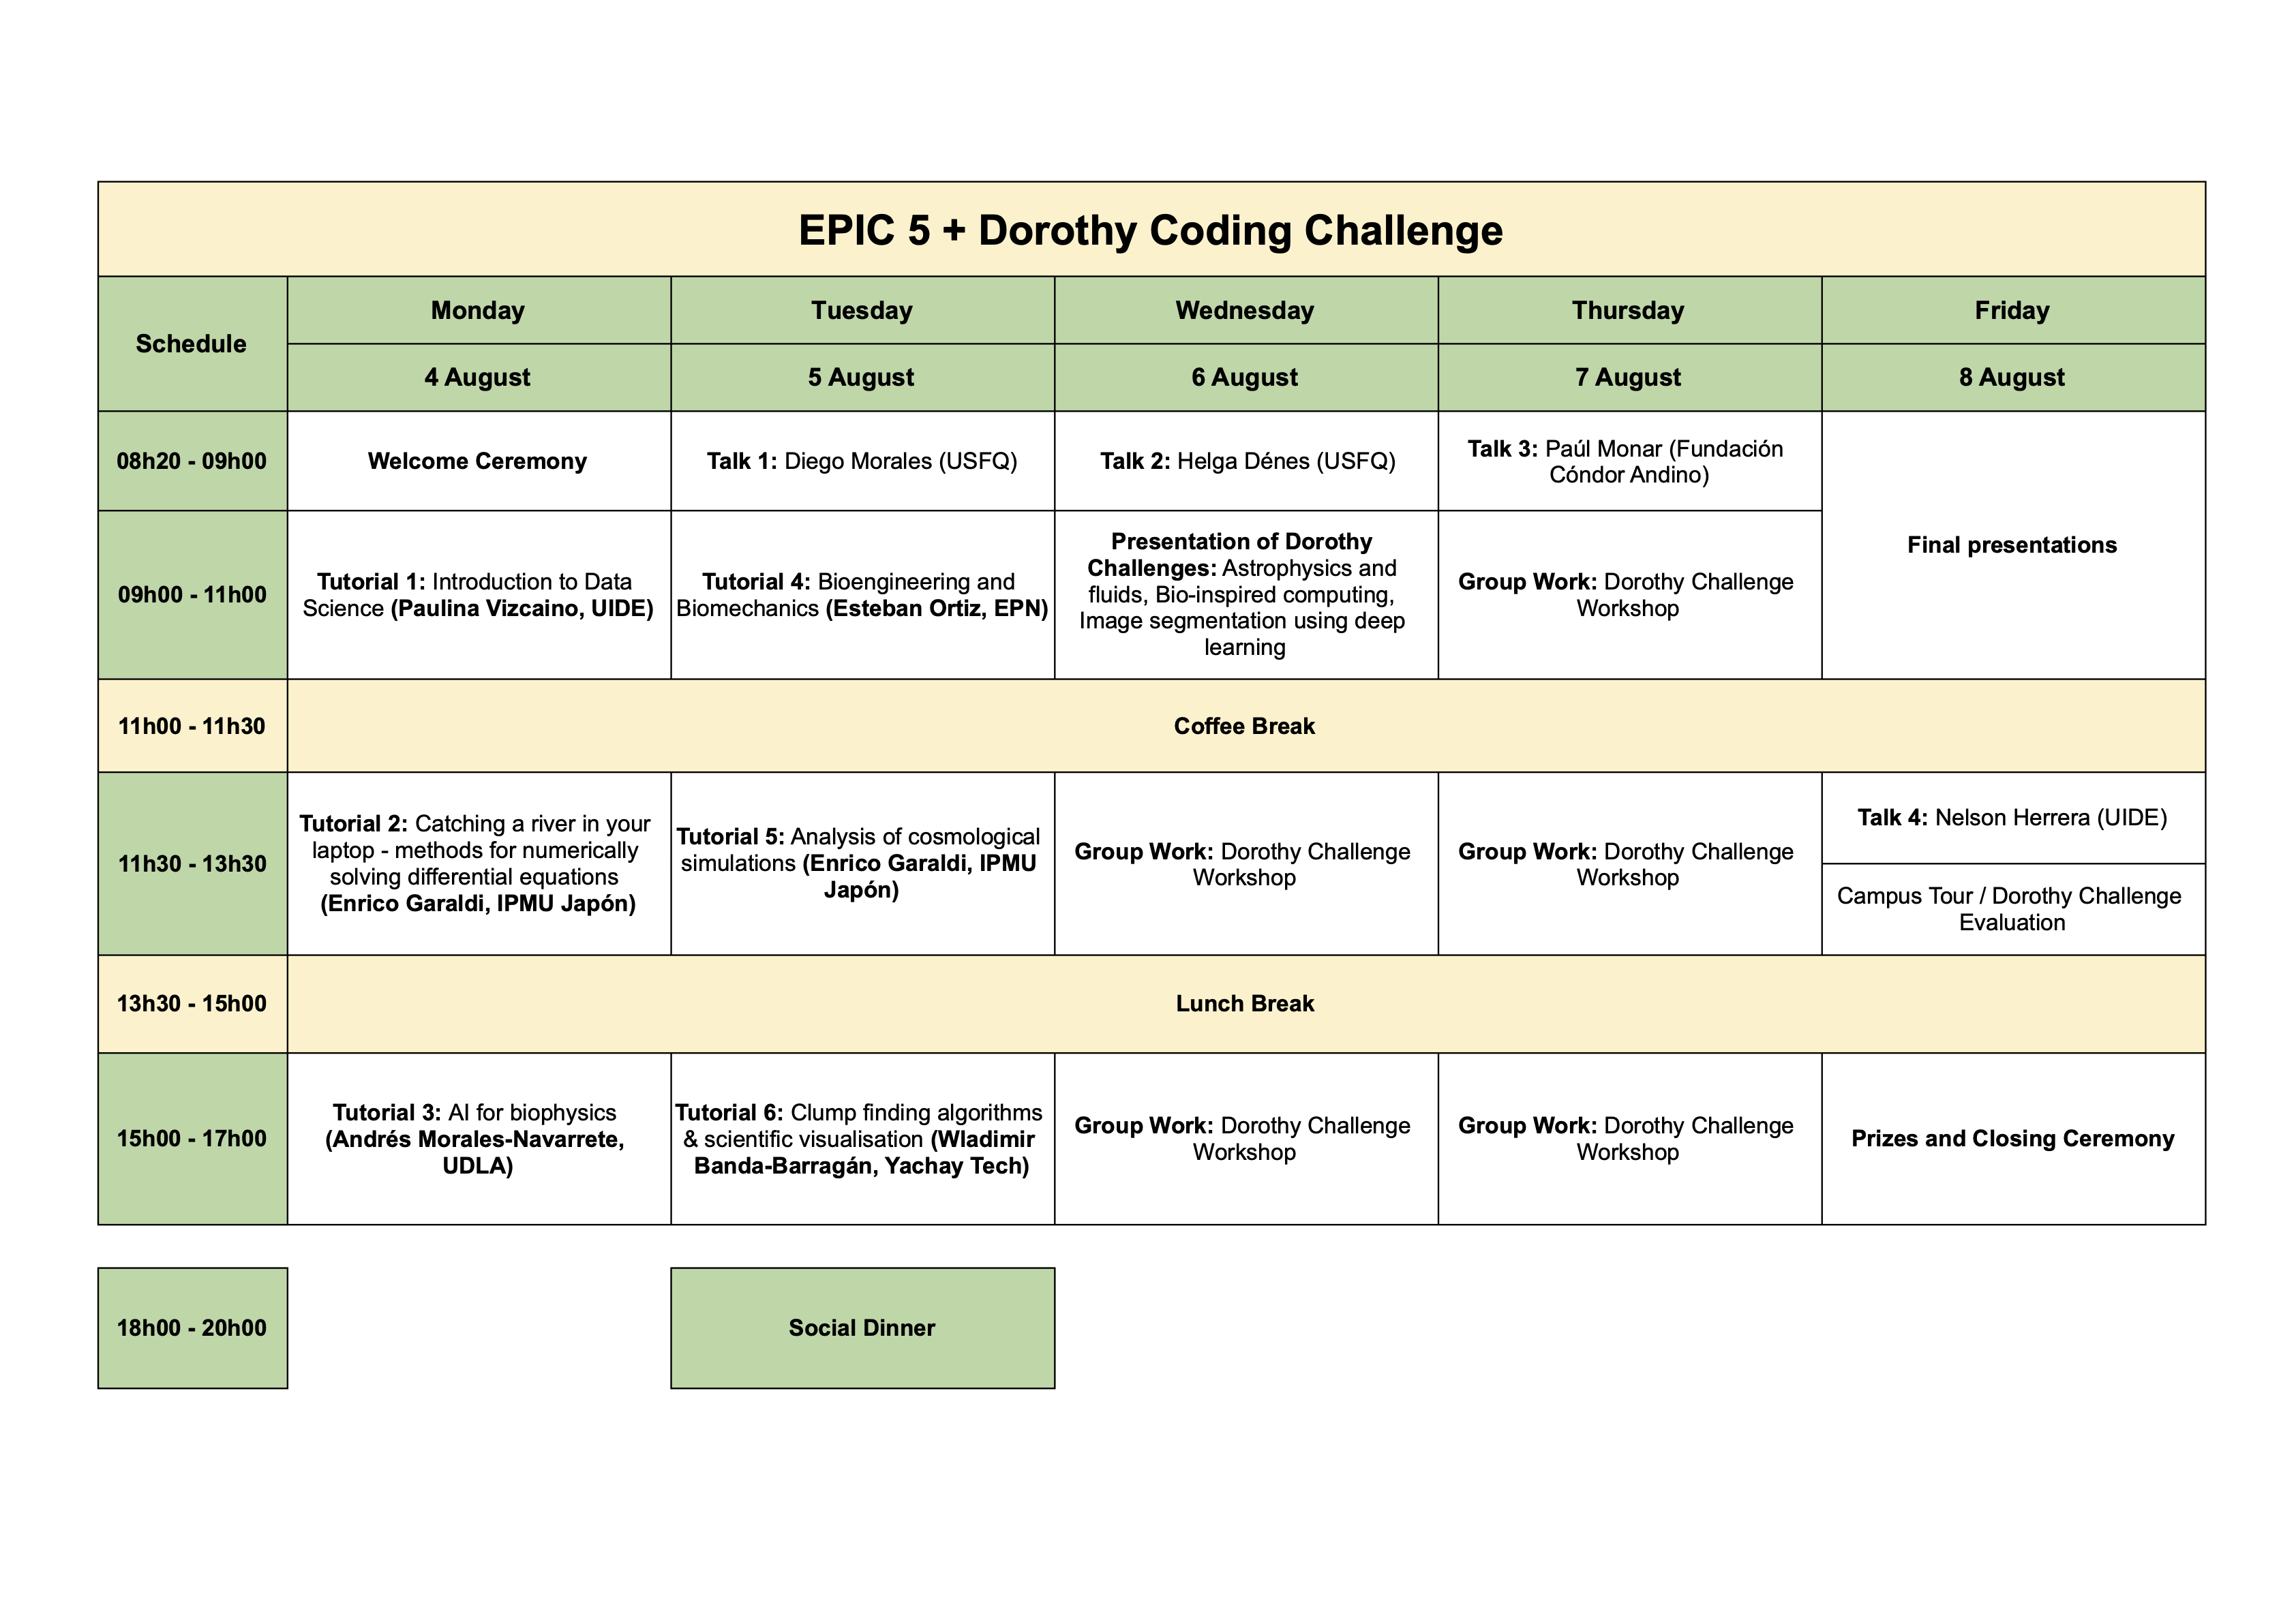 EPIC 5 + Dorothy Coding Challenge
Schedule
Monday
Tuesday
Wednesday
Thursday
Friday
4 August
5 August
6 August
7 August
8 August
08h20 - 09h00
Welcome Ceremony
Talk 1: Diego Morales (USFQ)
Talk 2: Helga Dénes (USFQ)
Talk 3: Paúl Monar (Fundación
Cóndor Andino)
Final presentations
09h00 - 11h00
Tutorial 1: Introduction to Data
Science (Paulina Vizcaino, UIDE)
Tutorial 4: Bioengineering and
Biomechanics (Esteban Ortiz, EPN)
Presentation of Dorothy
Challenges: Astrophysics and
fluids, Bio-inspired computing,
Image segmentation using deep
learning
Group Work: Dorothy Challenge
Workshop
11h00 - 11h30
Coffee Break
11h30 - 13h30
Tutorial 2: Catching a river in your
laptop - methods for numerically
solving differential equations
(Enrico Garaldi, IPMU Japón)
Tutorial 5: Analysis of cosmological
simulations (Enrico Garaldi, IPMU
Japón)
Group Work: Dorothy Challenge
Workshop
Group Work: Dorothy Challenge
Workshop
Talk 4: Nelson Herrera (UIDE)
Campus Tour / Dorothy Challenge
Evaluation
13h30 - 15h00
Lunch Break
15h00 - 17h00
Tutorial 3: AI for biophysics
(Andrés Morales-Navarrete,
UDLA)
Tutorial 6: Clump finding algorithms
& scientific visualisation (Wladimir
Banda-Barragán, Yachay Tech)
Group Work: Dorothy Challenge
Workshop
Group Work: Dorothy Challenge
Workshop
Prizes and Closing Ceremony
18h00 - 20h00
Social Dinner